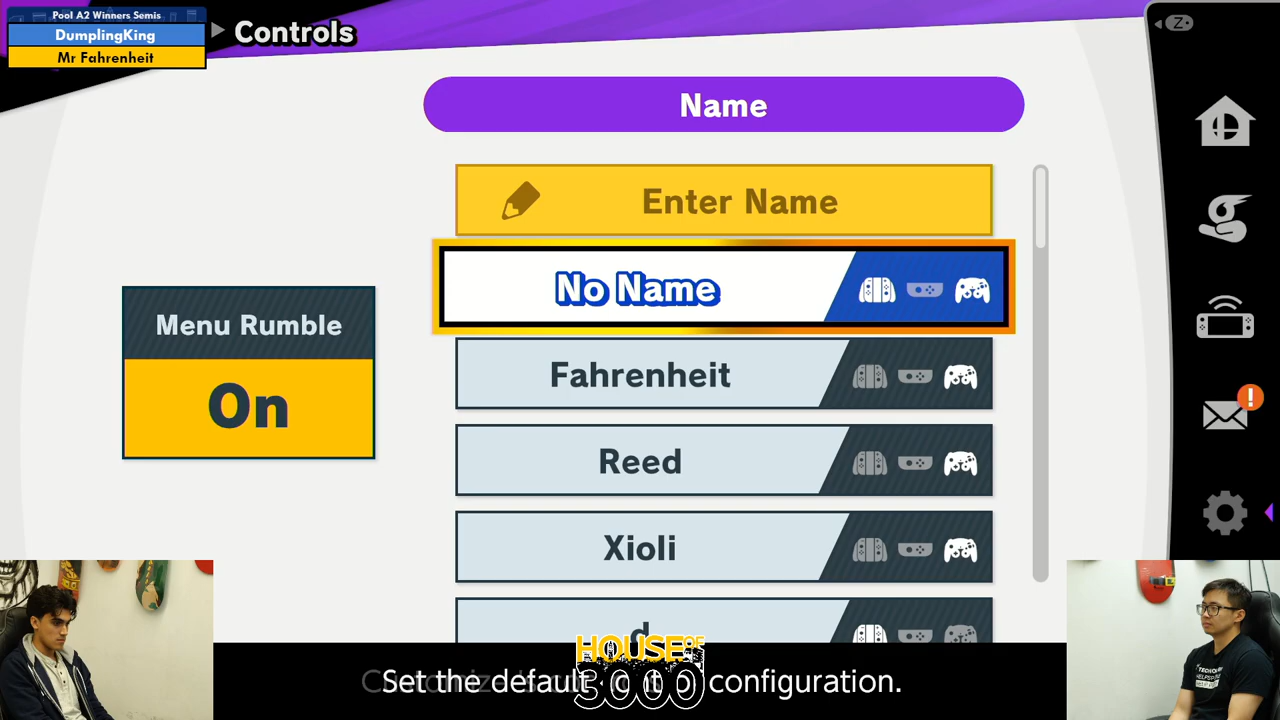 Pool A2 Winners Semis
DumplingKing
Mr Fahrenheit
Controls
Z
Name
Enter Name
No Name
Fahrenheit
Reed
Xioli
d
Menu Rumble
On
!
HOUSE OF
3000
Set the default configuration.